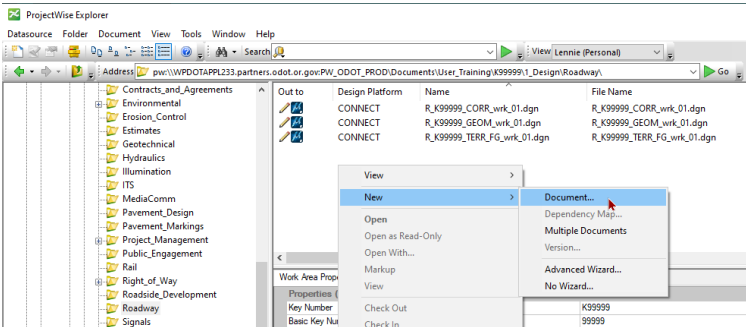 ProjectWise Explorer
Datasource Folder Document View Tools Window Help
Search View Lennie (Personal)
Address pw:\\WPDOTAPPL233.partners.odot.or.gov:PW_ODOT_PROD\Documents\User_Training\K99999\1_Design\Roadway\ Go
Contracts_and_Agreements
Environmental
Erosion_Control
Estimates
Geotechnical
Hydraulics
Illumination
ITS
MediaComm
Pavement_Design
Pavement_Markings
Project_Management
Public_Engagement
Rail
Right_of_Way
Roadside_Development
Roadway
Signals
Out to Design Platform Name File Name
CONNECT R_K99999_CORR_wrk_01.dgn R_K99999_CORR_wrk_01.dgn
CONNECT R_K99999_GEOM_wrk_01.dgn R_K99999_GEOM_wrk_01.dgn
CONNECT R_K99999_TERR_FG_wrk_01.dgn R_K99999_TERR_FG_wrk_01.dgn
View
New
Open
Open as Read-Only
Open With...
Markup
View
Check Out
Check In
Document...
Dependency Map...
Multiple Documents
Version...
Advanced Wizard...
No Wizard...
Work Area Prope
Properties (
Key Number K99999
Basic Key Nu 99999